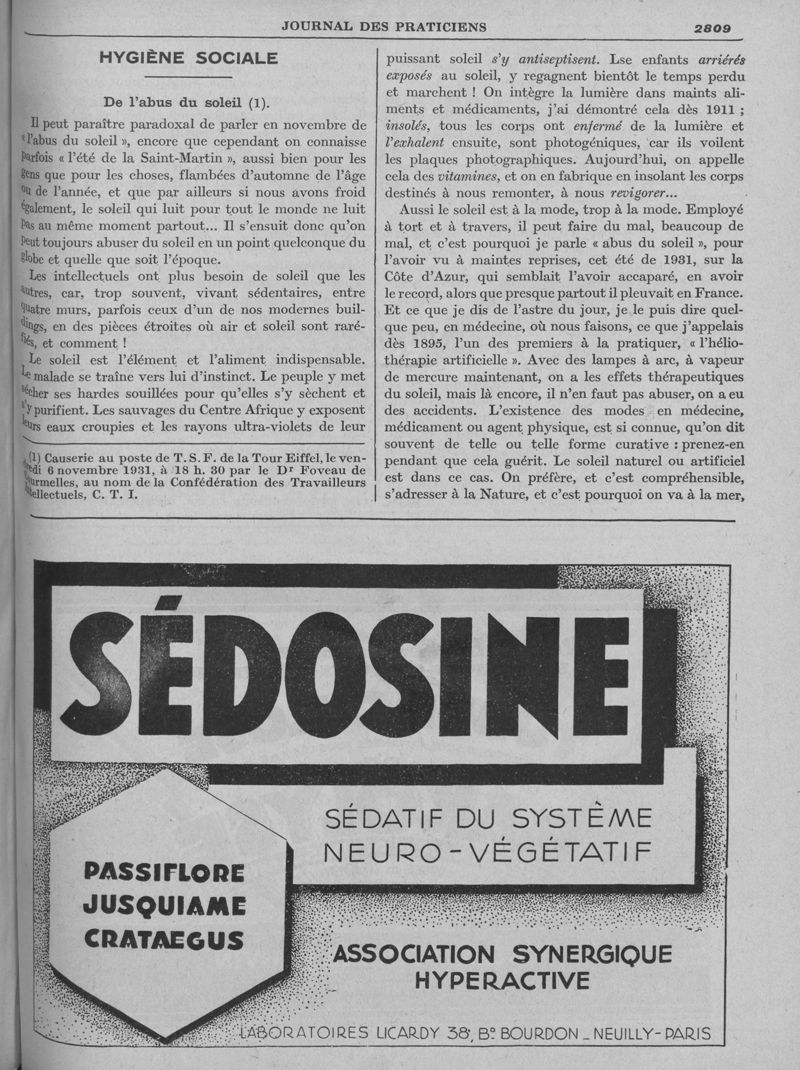 JOURNAL DES PRATICIENS 2809
HYGIÈNE SOCIALE
De l'abus du soleil (1).
Il peut paraître paradoxal de parler en novembre de
« l'abus du soleil », encore que cependant on connaisse
parfois « l'été de la Saint-Martin », aussi bien pour les
gens que pour les choses, flambées d'automne de l'âge
ou de l'année, et que par ailleurs si nous avons froid
également, le soleil qui luit pour tout le monde ne luit
pas au même moment partout... Il s'ensuit donc qu'on
peut toujours abuser du soleil en un point quelconque du
globe et quelle que soit l'époque.
Les intellectuels ont plus besoin de soleil que les
autres, car, trop souvent, vivant sédentaires, entre
quatre murs, parfois ceux d'un de nos modernes buil-
dings, en des pièces étroites où air et soleil sont raré-
fiés, et comment !
Le soleil est l'élément et l'aliment indispensable.
Le malade se traîne vers lui d'instinct. Le peuple y met
sécher ses hardes souillées pour qu'elles s'y sèchent et
s'y purifient. Les sauvages du Centre Afrique y exposent
leurs eaux croupies et les rayons ultra-violets de leur
(1) Causerie au poste de T. S. F. de la Tour Eiffel, le ven-
dredi 6 novembre 1931, à 18 h. 30 par le Dr Foveau de
Courmelles, au nom de la Confédération des Travailleurs
Intellectuels, C. T. I.
puissant soleil s'y antiseptisent. Lse enfants arriérés
exposés au soleil, y regagnent bientôt le temps perdu
et marchent ! On intègre la lumière dans maints ali-
ments et médicaments, j'ai démontré cela dès 1911 ;
insolés, tous les corps ont enfermé de la lumière et
l'exhalent ensuite, sont photogéniques, car ils voilent
les plaques photographiques. Aujourd'hui, on appelle
cela des vitamines, et on en fabrique en insolant les corps
destinés à nous remonter, à nous revigorer...
Aussi le soleil est à la mode, trop à la mode. Employé
à tort et à travers, il peut faire du mal, beaucoup de
mal, et c'est pourquoi je parle « abus du soleil », pour
l'avoir vu à maintes reprises, cet été de 1931, sur la
Côte d'Azur, qui semblait l'avoir accaparé, en avoir
le record, alors que presque partout il pleuvait en France.
Et ce que je dis de l'astre du jour, je le puis dire quel-
que peu, en médecine, où nous faisons, ce que j'appelais
dès 1895, l'un des premiers à la pratiquer, « l'hélio-
thérapie artificielle ». Avec des lampes à arc, à vapeur
de mercure maintenant, on a les effets thérapeutiques
du soleil, mais là encore, il n'en faut pas abuser, on a eu
des accidents. L'existence des modes en médecine,
médicament ou agent physique, est si connue, qu'on dit
souvent de telle ou telle forme curative : prenez-en
pendant que cela guérit. Le soleil naturel ou artificiel
est dans ce cas. On préfère, et c'est compréhensible,
s'adresser à la Nature, et c'est pourquoi on va à la mer,
SÉDOSINE
SÉDATIF DU SYSTÈME
NEURO-VÉGÉTATIF
PASSIFLORE
JUSQUIAME
CRATAEGUS
ASSOCIATION SYNERGIQUE
HYPERACTIVE
LABORATOIRES LICARDY 38, Bº BOURDON _ NEUILLY-PARIS